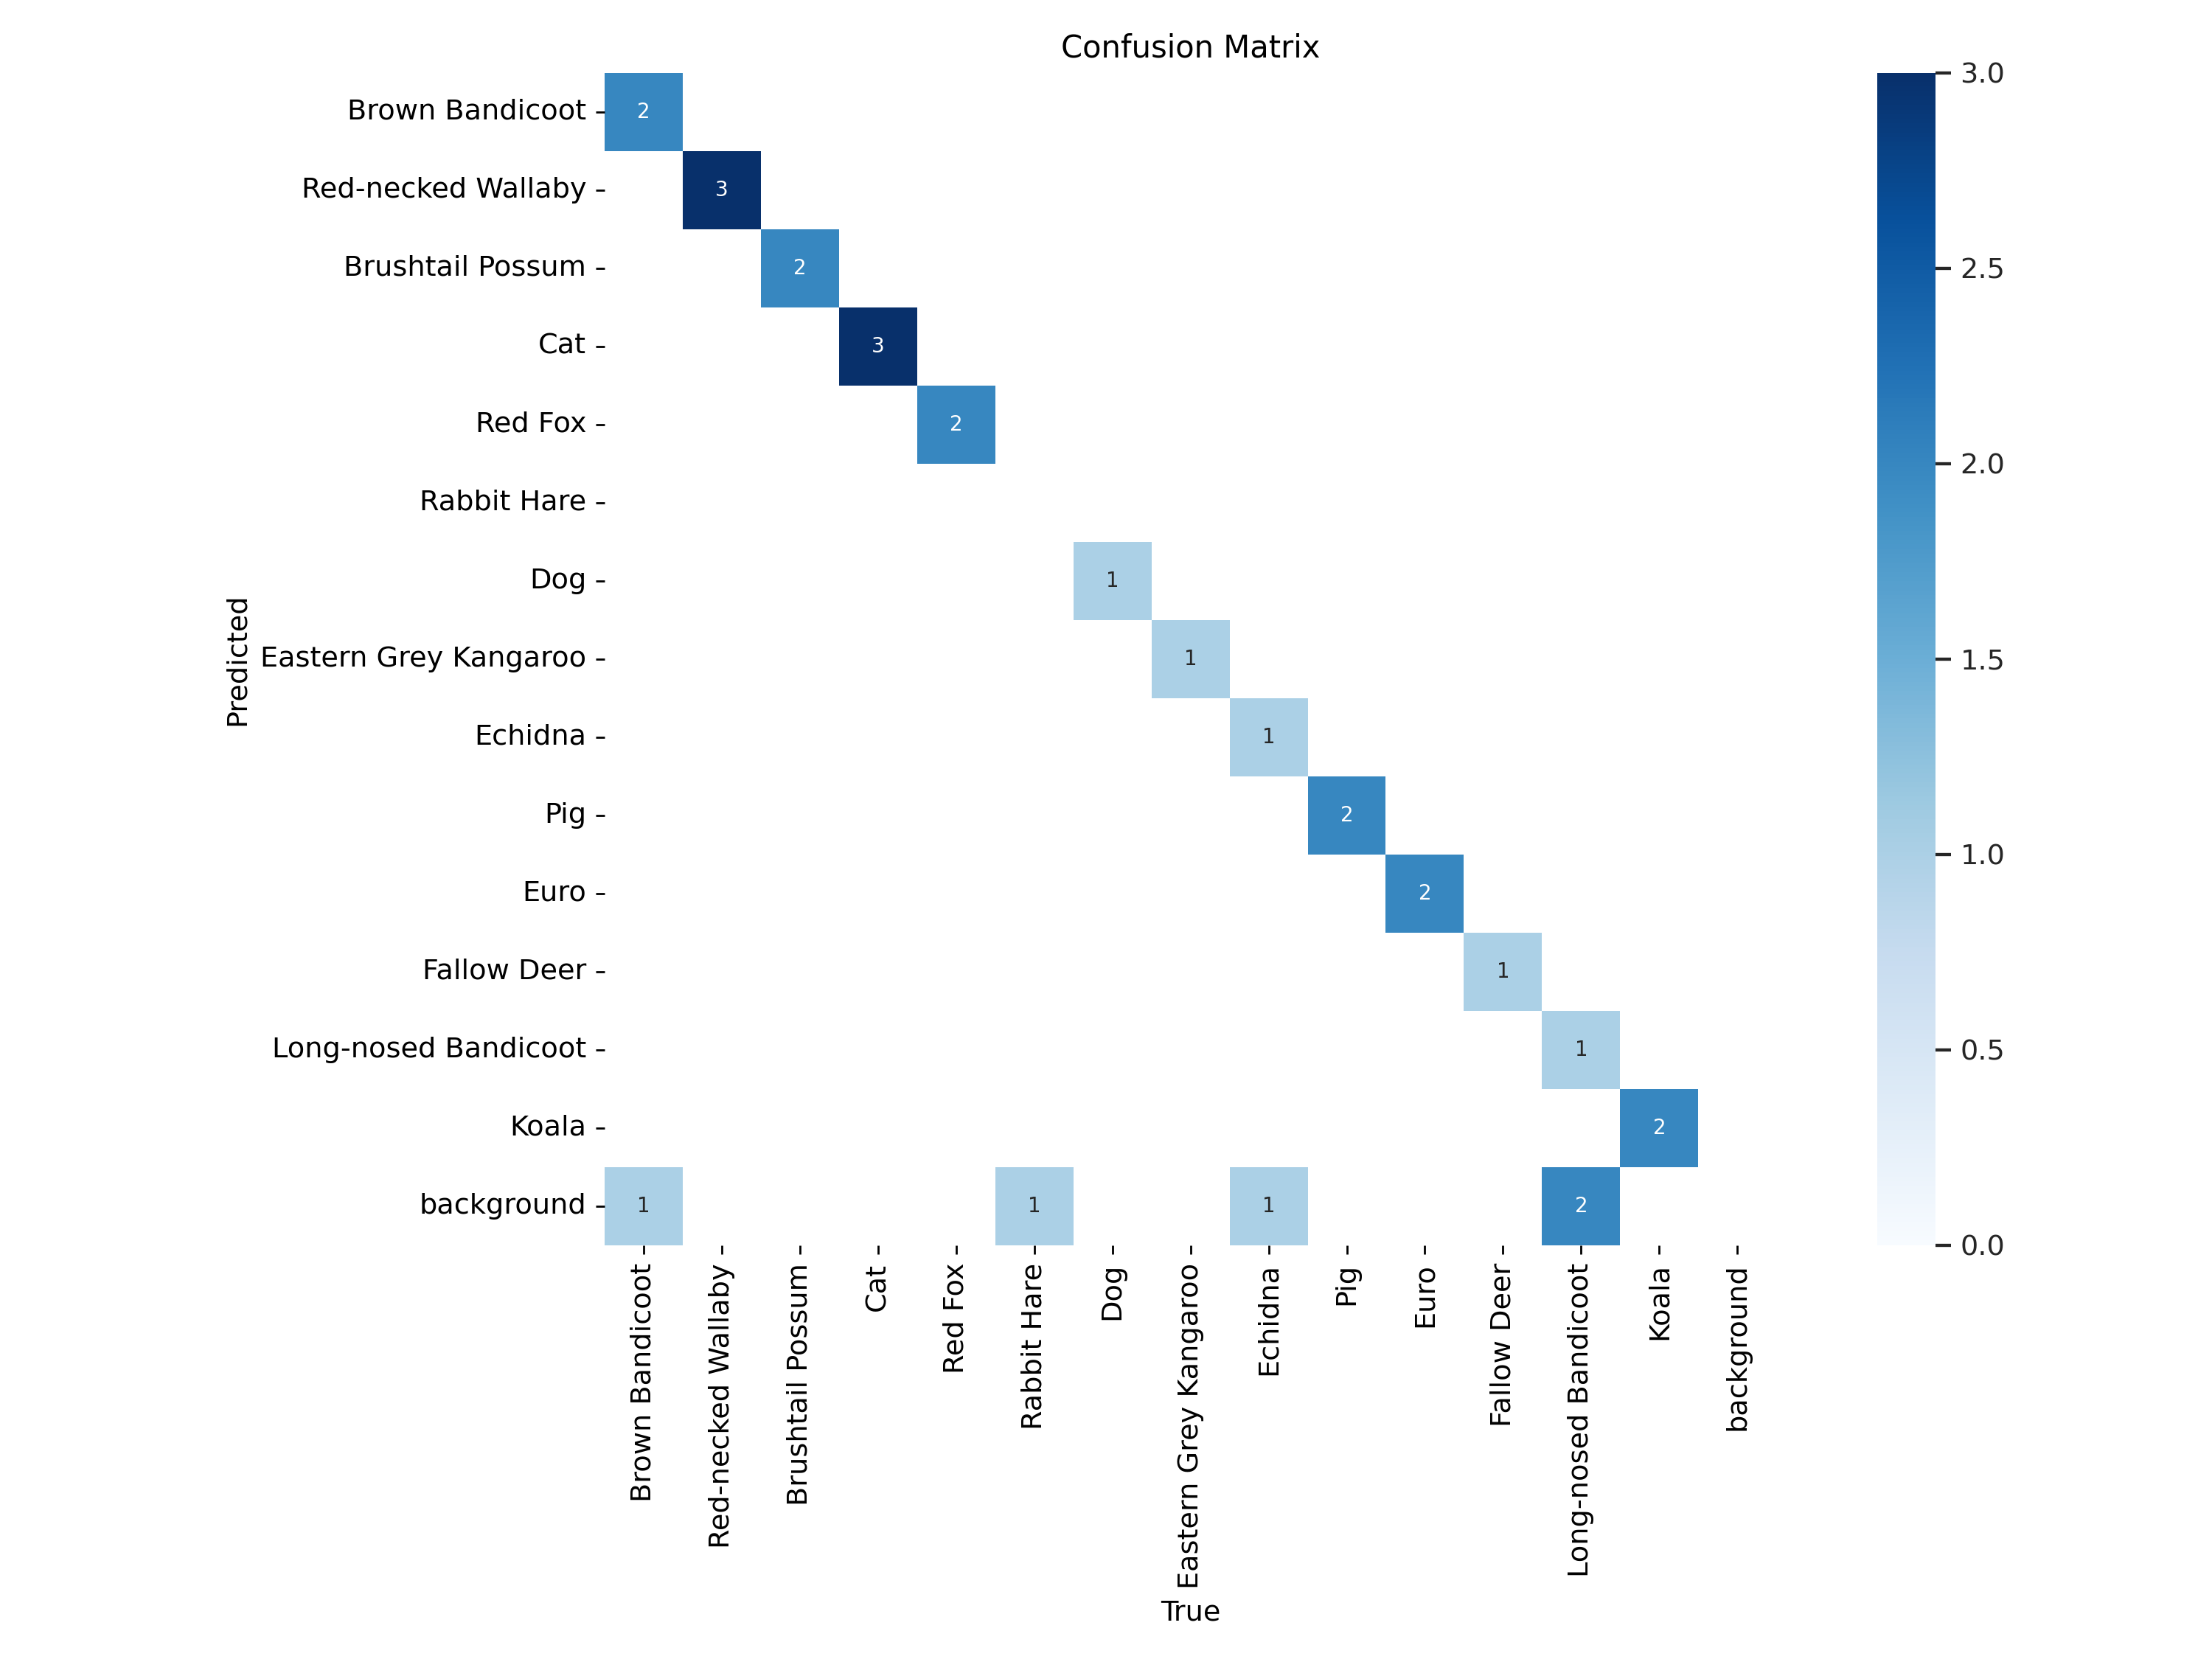 Confusion Matrix
Brown Bandicoot
Red-necked Wallaby
Brushtail Possum
Cat
Red Fox
Rabbit Hare
Dog
Eastern Grey Kangaroo
Echidna
Pig
Euro
Fallow Deer
Long-nosed Bandicoot
Koala
background
Predicted
2
3
2
3
2
1
1
1
2
2
1
1
2
1 1 1 2
3.0
2.5
2.0
1.5
1.0
0.5
0.0
Brown Bandicoot
Red-necked Wallaby
Brushtail Possum
Cat
Red Fox
Rabbit Hare
Dog
Eastern Grey Kangaroo
Echidna
Pig
Euro
Fallow Deer
Long-nosed Bandicoot
Koala
background
True